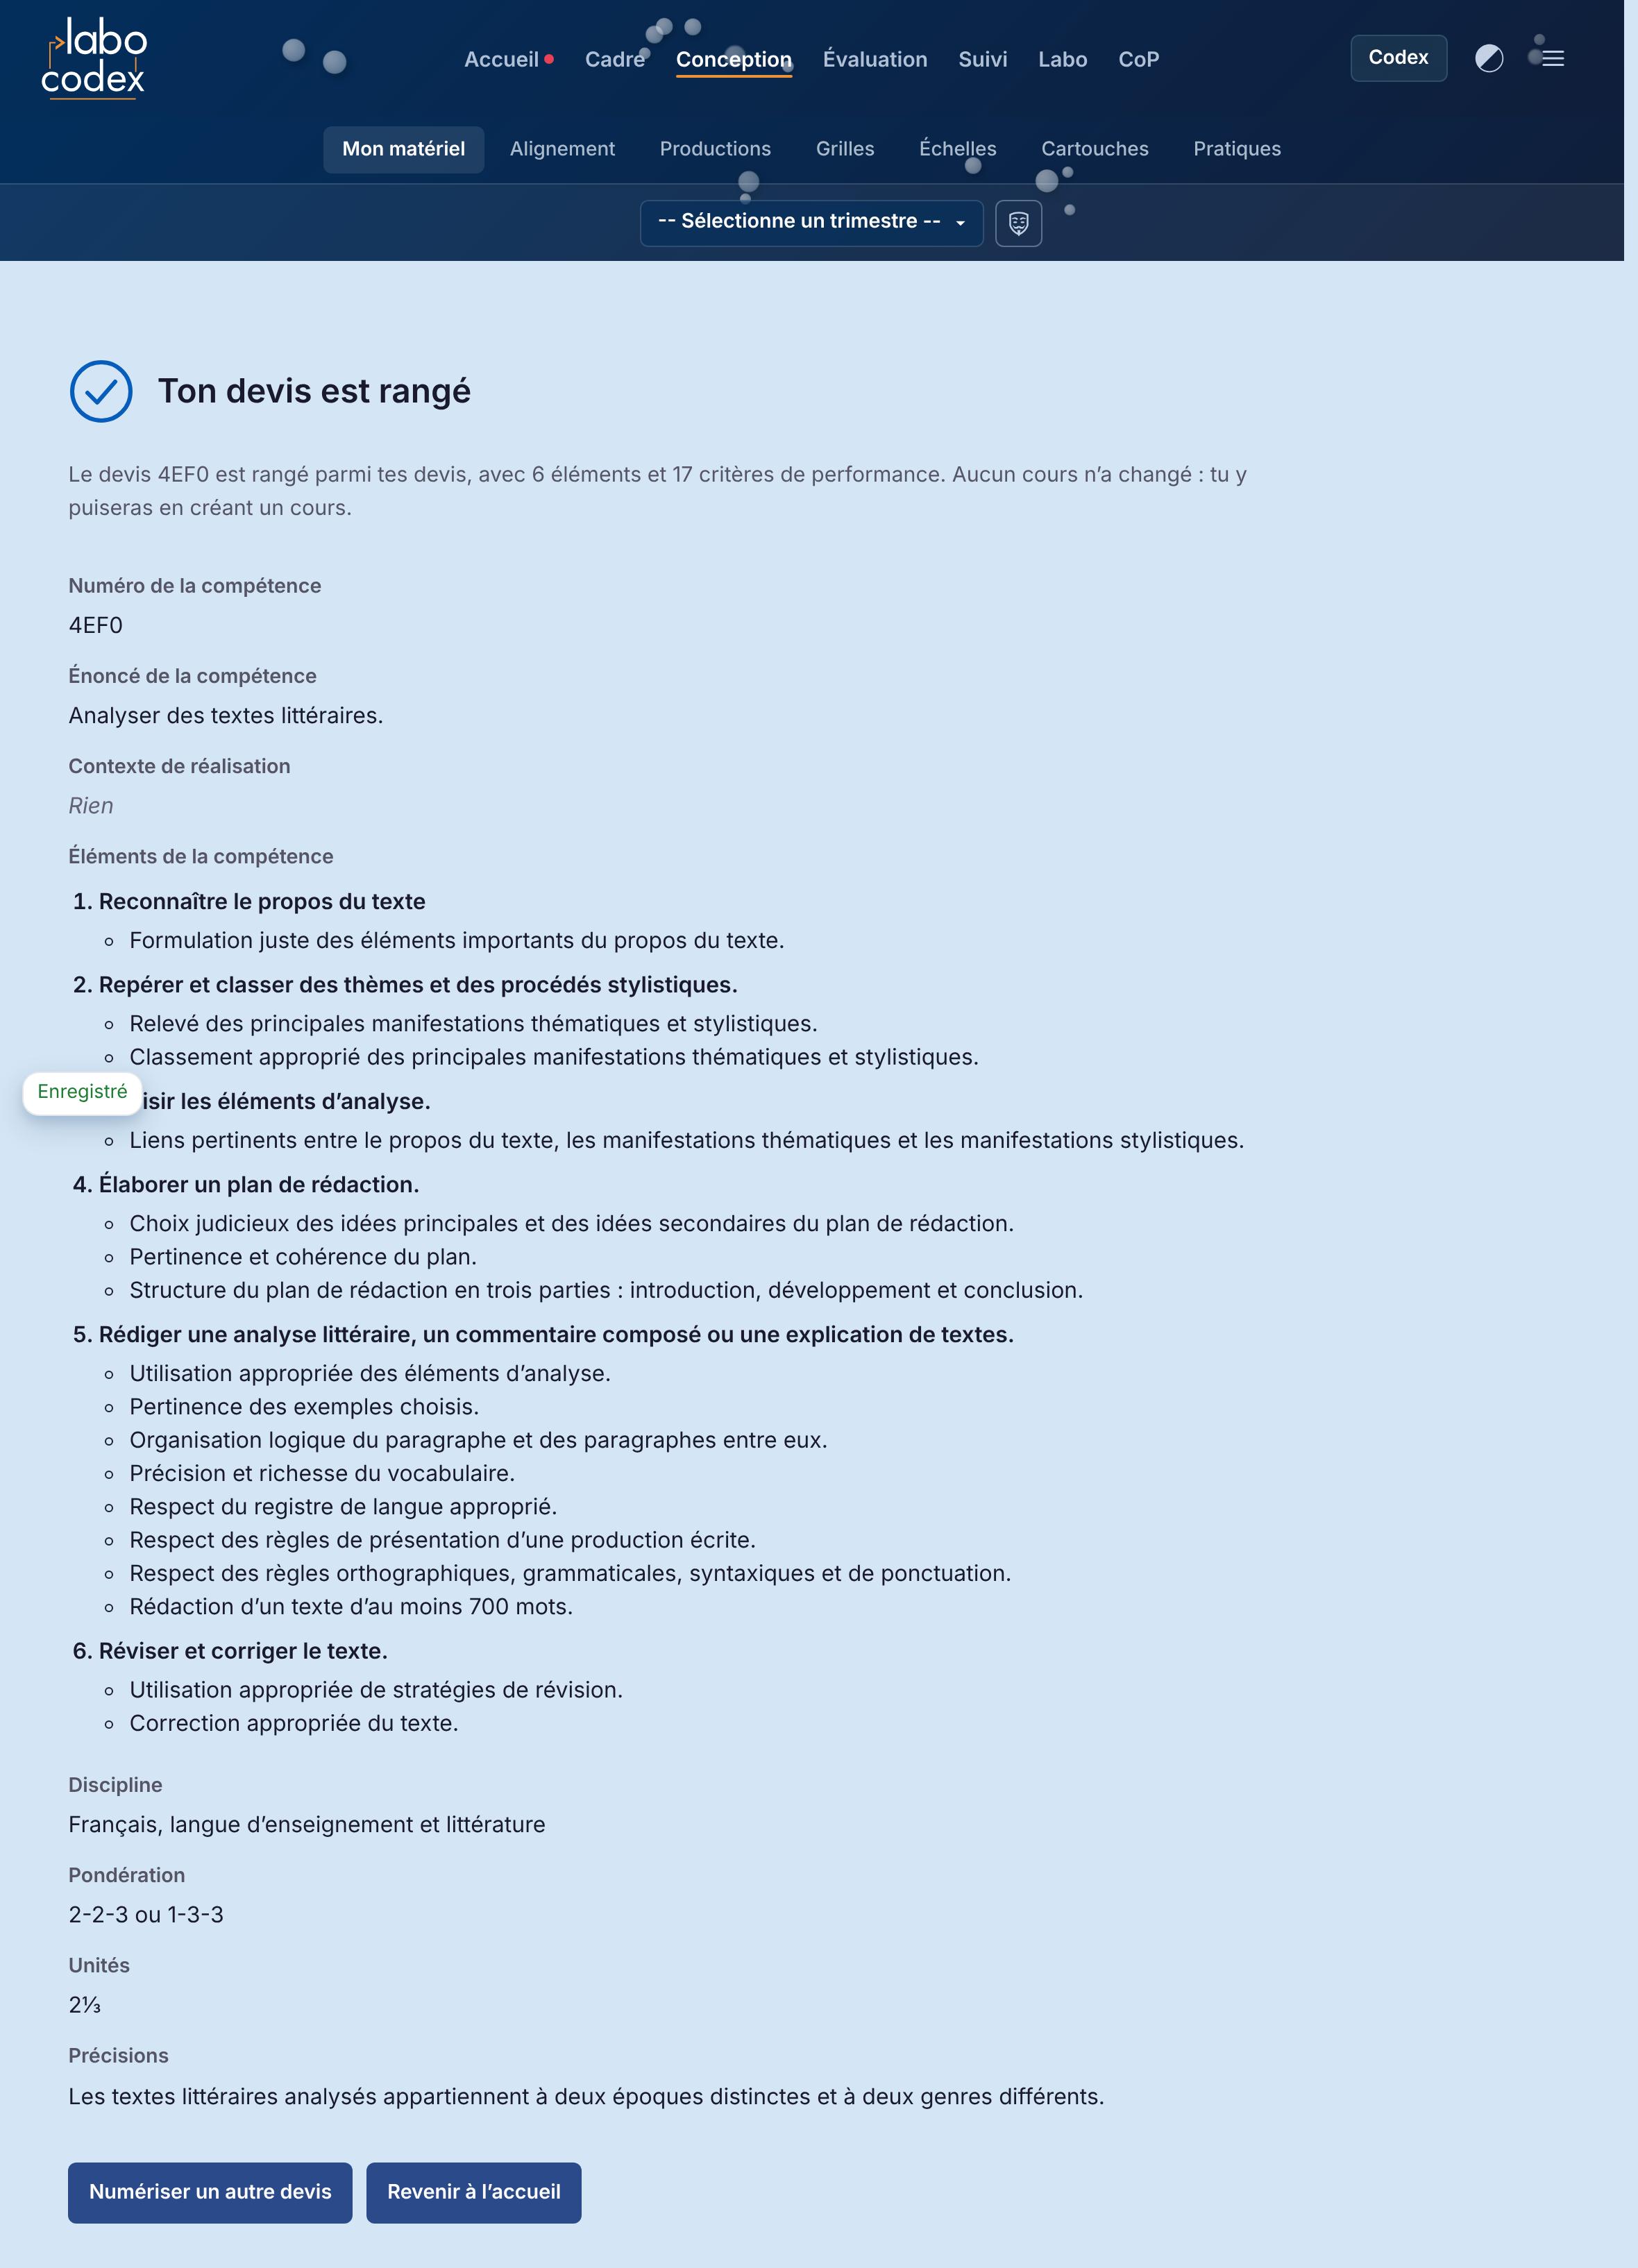 labo
codex
Accueil Cadre Conception Évaluation Suivi Labo CoP
Codex
Mon matériel Alignement Productions Grilles Échelles Cartouches Pratiques
-- Sélectionne un trimestre --
Ton devis est rangé
Le devis 4EF0 est rangé parmi tes devis, avec 6 éléments et 17 critères de performance. Aucun cours n’a changé : tu y
puiseras en créant un cours.
Numéro de la compétence
4EF0
Énoncé de la compétence
Analyser des textes littéraires.
Contexte de réalisation
Rien
Éléments de la compétence
1. Reconnaître le propos du texte
Formulation juste des éléments importants du propos du texte.
2. Repérer et classer des thèmes et des procédés stylistiques.
Relevé des principales manifestations thématiques et stylistiques.
Classement approprié des principales manifestations thématiques et stylistiques.
Enregistré
isir les éléments d’analyse.
Liens pertinents entre le propos du texte, les manifestations thématiques et les manifestations stylistiques.
4. Élaborer un plan de rédaction.
Choix judicieux des idées principales et des idées secondaires du plan de rédaction.
Pertinence et cohérence du plan.
Structure du plan de rédaction en trois parties : introduction, développement et conclusion.
5. Rédiger une analyse littéraire, un commentaire composé ou une explication de textes.
Utilisation appropriée des éléments d’analyse.
Pertinence des exemples choisis.
Organisation logique du paragraphe et des paragraphes entre eux.
Précision et richesse du vocabulaire.
Respect du registre de langue approprié.
Respect des règles de présentation d’une production écrite.
Respect des règles orthographiques, grammaticales, syntaxiques et de ponctuation.
Rédaction d’un texte d’au moins 700 mots.
6. Réviser et corriger le texte.
Utilisation appropriée de stratégies de révision.
Correction appropriée du texte.
Discipline
Français, langue d’enseignement et littérature
Pondération
2-2-3 ou 1-3-3
Unités
2⅓
Précisions
Les textes littéraires analysés appartiennent à deux époques distinctes et à deux genres différents.
Numériser un autre devis Revenir à l’accueil